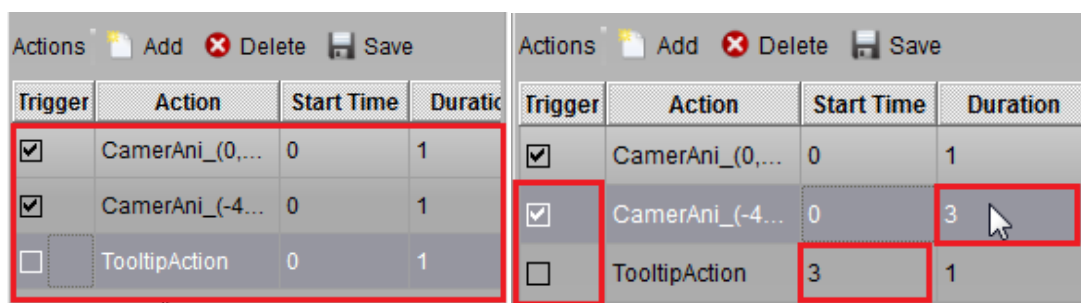 Actions Add Delete Save
Trigger Action Start Time Duratic
CamerAni_(0,... 0 1
CamerAni_(-4... 0 1
TooltipAction 0 1
Actions Add Delete Save
Trigger Action Start Time Duration
CamerAni_(0,... 0 1
CamerAni_(-4... 0 3
TooltipAction 3 1